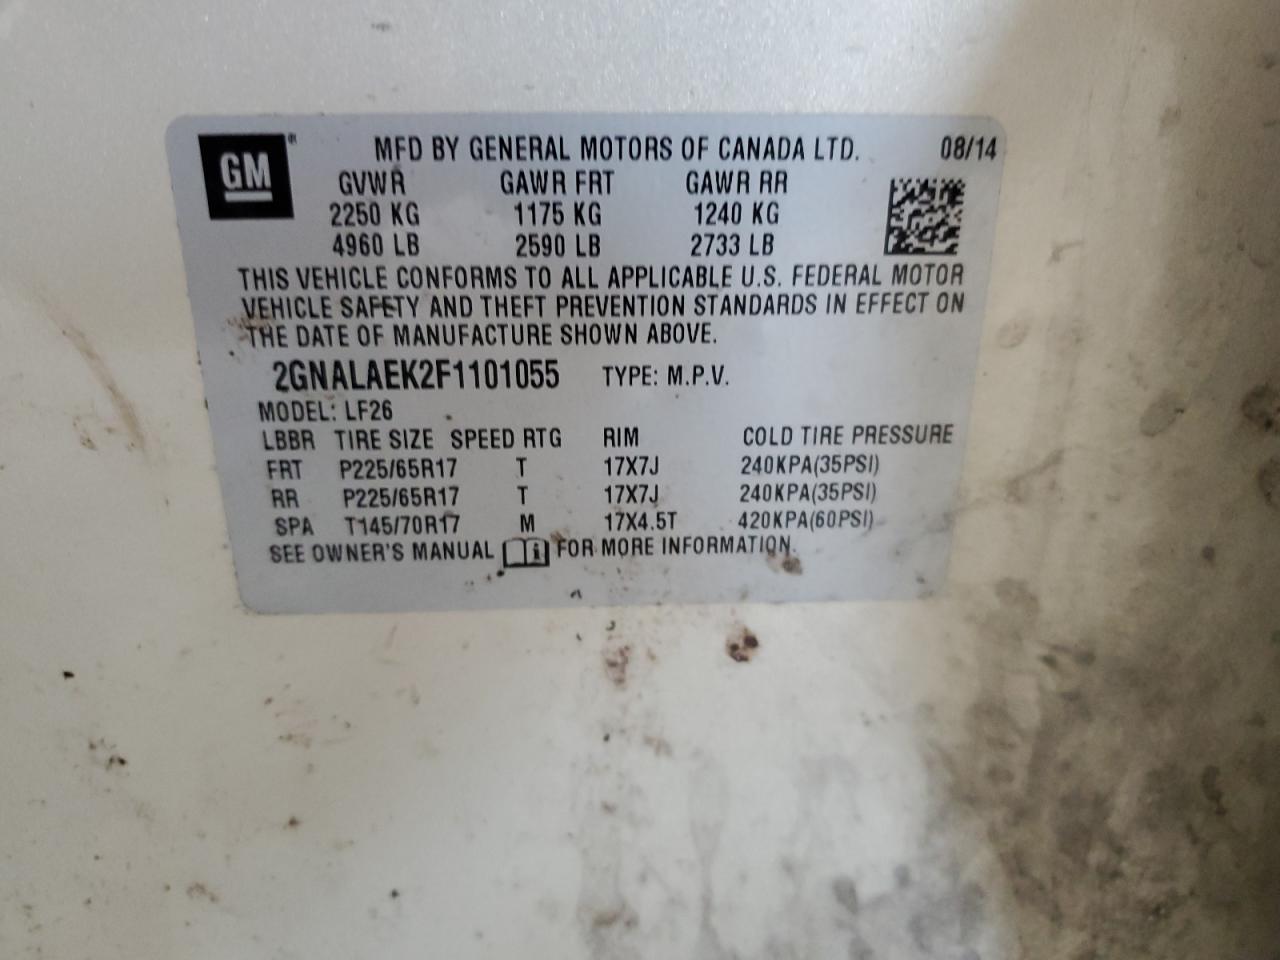 GM® MFD BY GENERAL MOTORS OF CANADA LTD. 08/14
GVWR GAWR FRT GAWR RR
2250 KG 1175 KG 1240 KG
4960 LB 2590 LB 2733 LB
THIS VEHICLE CONFORMS TO ALL APPLICABLE U.S. FEDERAL MOTOR
VEHICLE SAFETY AND THEFT PREVENTION STANDARDS IN EFFECT ON
THE DATE OF MANUFACTURE SHOWN ABOVE.
2GNALAEK2F1101055 TYPE: M.P.V.
MODEL: LF26
LBBR TIRE SIZE SPEED RTG RIM COLD TIRE PRESSURE
FRT P225/65R17 T 17X7J 240KPA(35PSI)
RR P225/65R17 T 17X7J 240KPA(35PSI)
SPA T145/70R17 M 17X4.5T 420KPA(60PSI)
SEE OWNER'S MANUAL FOR MORE INFORMATION.